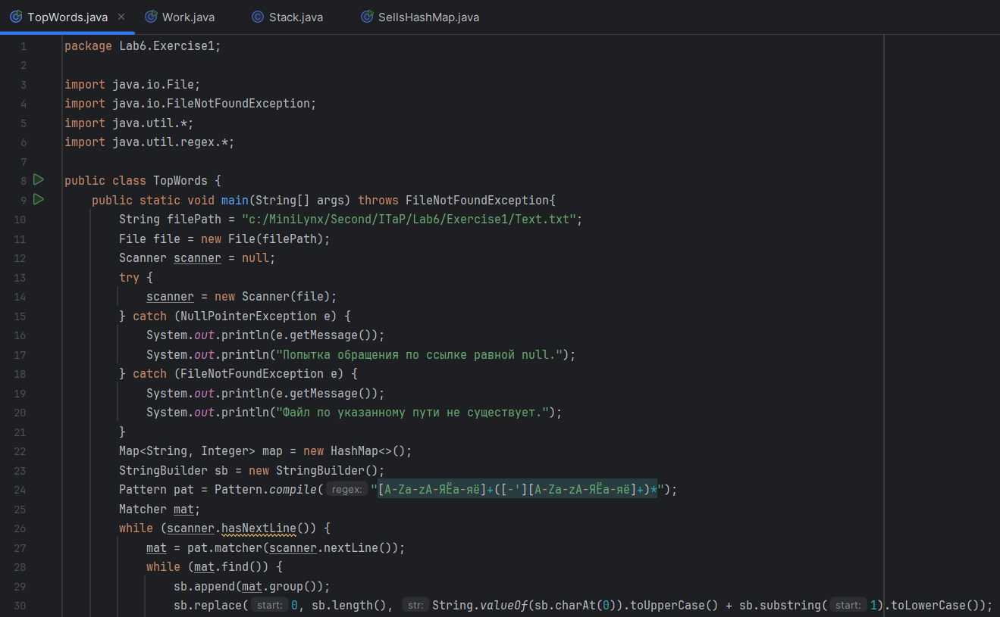 TopWords.java × Work.java Stack.java SellsHashMap.java
1 package Lab6.Exercise1;
2
3 import java.io.File;
4 import java.io.FileNotFoundException;
5 import java.util.*;
6 import java.util.regex.*;
7
8 public class TopWords {
9 public static void main(String[] args) throws FileNotFoundException{
10 String filePath = "c:/MiniLynx/Second/ITaP/Lab6/Exercise1/Text.txt";
11 File file = new File(filePath);
12 Scanner scanner = null;
13 try {
14 scanner = new Scanner(file);
15 } catch (NullPointerException e) {
16 System.out.println(e.getMessage());
17 System.out.println("Попытка обращения по ссылке равной null.");
18 } catch (FileNotFoundException e) {
19 System.out.println(e.getMessage());
20 System.out.println("Файл по указанному пути не существует.");
21 }
22 Map<String, Integer> map = new HashMap<>();
23 StringBuilder sb = new StringBuilder();
24 Pattern pat = Pattern.compile( regex: "[A-Za-zА-ЯЁа-яё]+([-'][A-Za-zА-ЯЁа-яё]+)*");
25 Matcher mat;
26 while (scanner.hasNextLine()) {
27 mat = pat.matcher(scanner.nextLine());
28 while (mat.find()) {
29 sb.append(mat.group());
30 sb.replace( start: 0, sb.length(), str: String.valueOf(sb.charAt(0)).toUpperCase() + sb.substring( start: 1).toLowerCase());